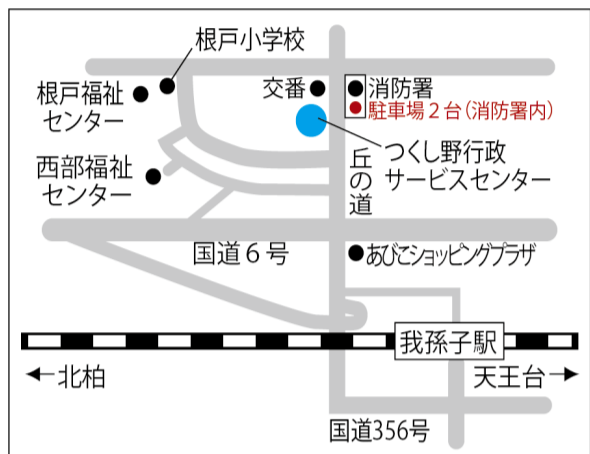 根戸小学校
根戸福祉
センター
交番
消防署
駐車場２台(消防署内)
つくし野行政
サービスセンター
西部福祉
センター
丘の道
国道６号
あびこショッピングプラザ
我孫子駅
←北柏
天王台→
国道356号